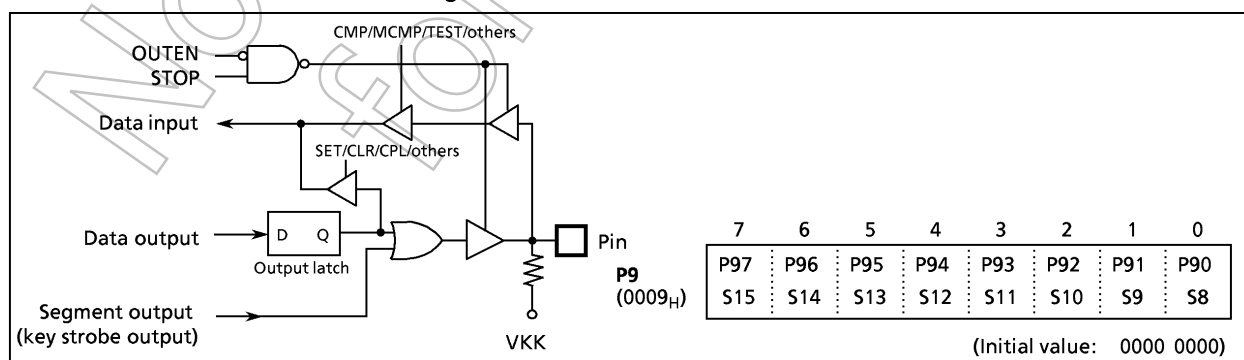 CMP/MCMP/TEST/others
OUTEN
STOP
Data input
SET/CLR/CPL/others
Data output
D Q
Output latch
Pin
Segment output
(key strobe output)
VKK
7 6 5 4 3 2 1 0
P9
(0009H)
P97 P96 P95 P94 P93 P92 P91 P90
S15 S14 S13 S12 S11 S10 S9 S8
(Initial value: 0000 0000)